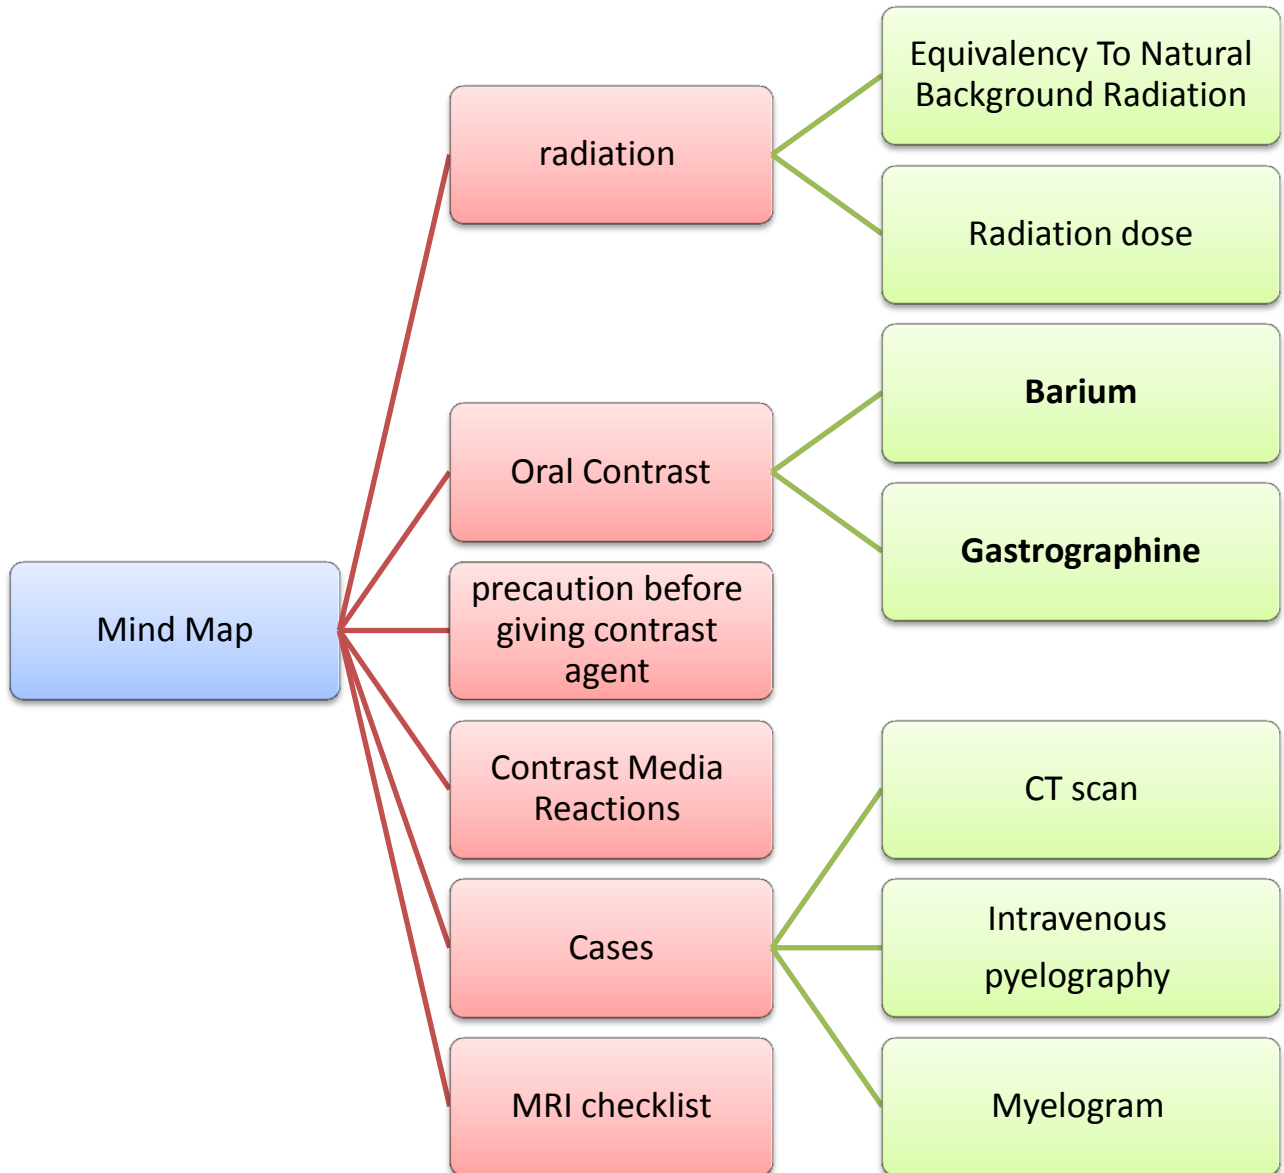 Mind Map
radiation
Equivalency To Natural
Background Radiation
Radiation dose
Oral Contrast
Barium
Gastrographine
precaution before
giving contrast
agent
Contrast Media
Reactions
Cases
CT scan
Intravenous
pyelography
Myelogram
MRI checklist